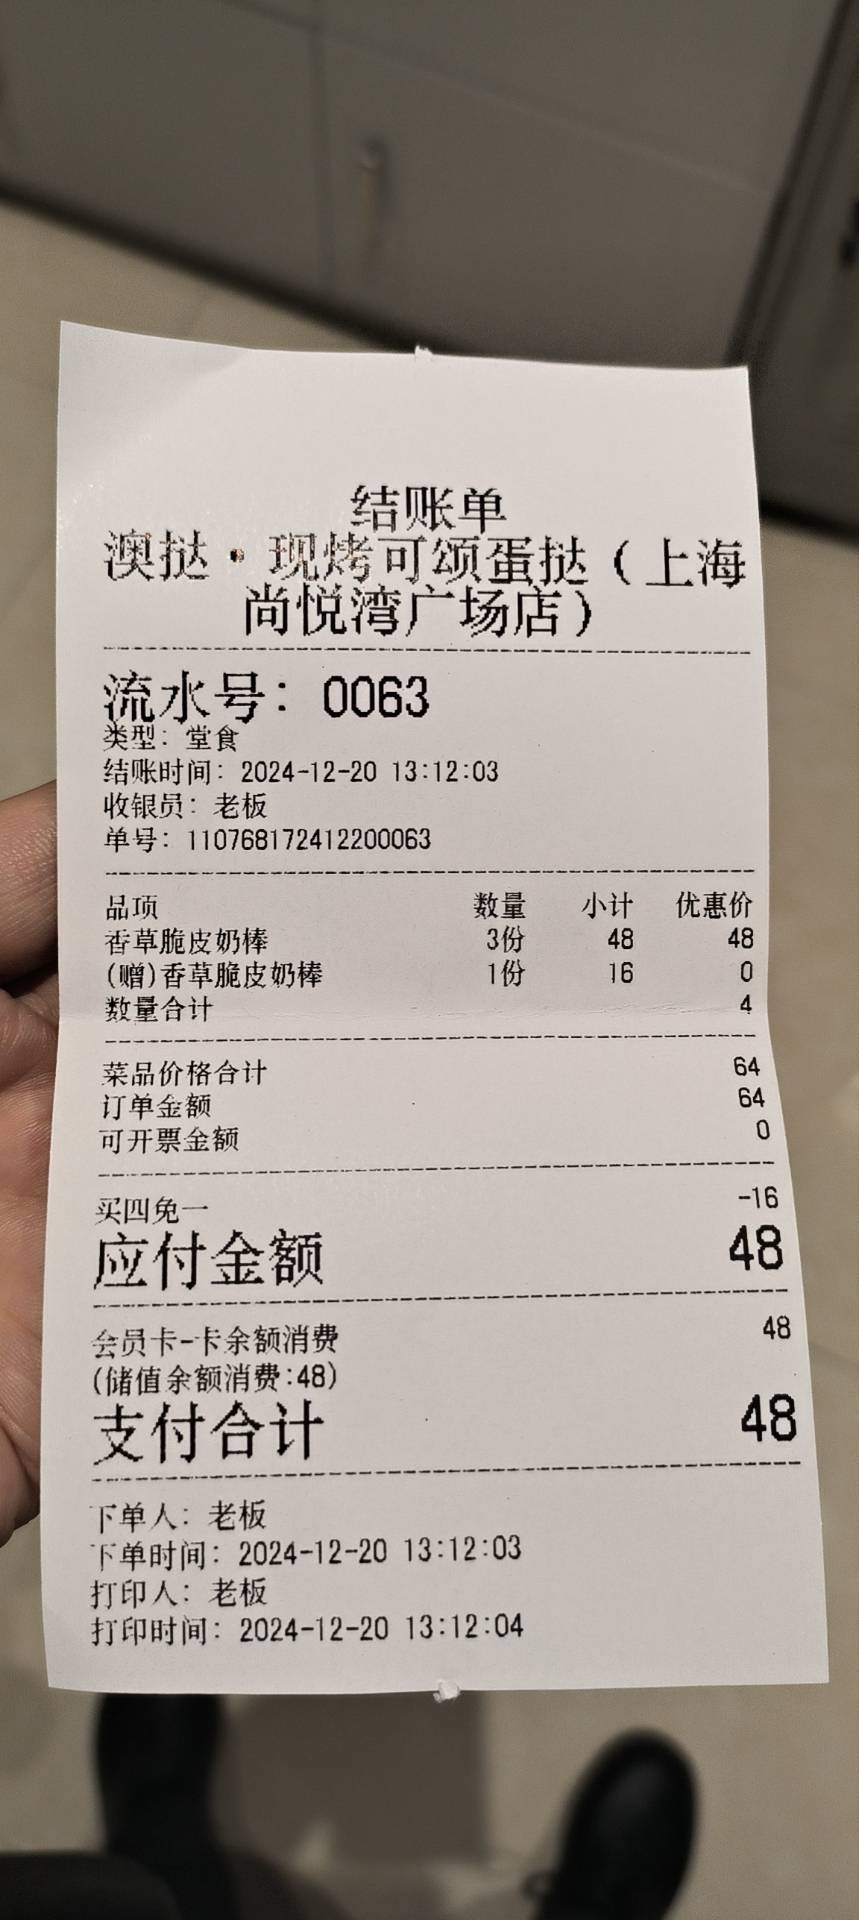 结账单
澳挞·现烤可颂蛋挞(上海
尚悦湾广场店)
流水号: 0063
类型: 堂食
结账时间: 2024-12-20 13:12:03
收银员: 老板
单号: 110768172412200063
品项 数量 小计 优惠价
香草脆皮奶棒 3份 48 48
(赠)香草脆皮奶棒 1份 16 0
数量合计 4
菜品价格合计 64
订单金额 64
可开票金额 0
买四免一 -16
应付金额 48
会员卡-卡余额消费 48
(储值余额消费:48)
支付合计 48
下单人: 老板
下单时间: 2024-12-20 13:12:03
打印人: 老板
打印时间: 2024-12-20 13:12:04